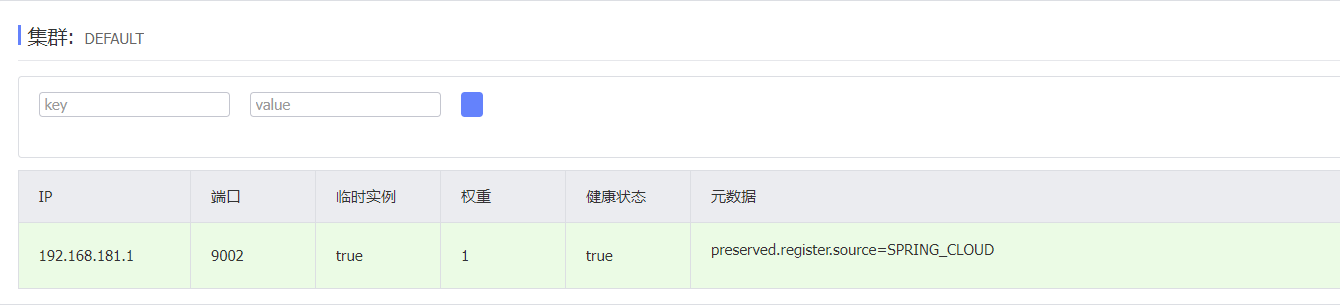 集群: DEFAULT
key value
IP 端口 临时实例 权重 健康状态 元数据
192.168.181.1 9002 true 1 true preserved.register.source=SPRING_CLOUD